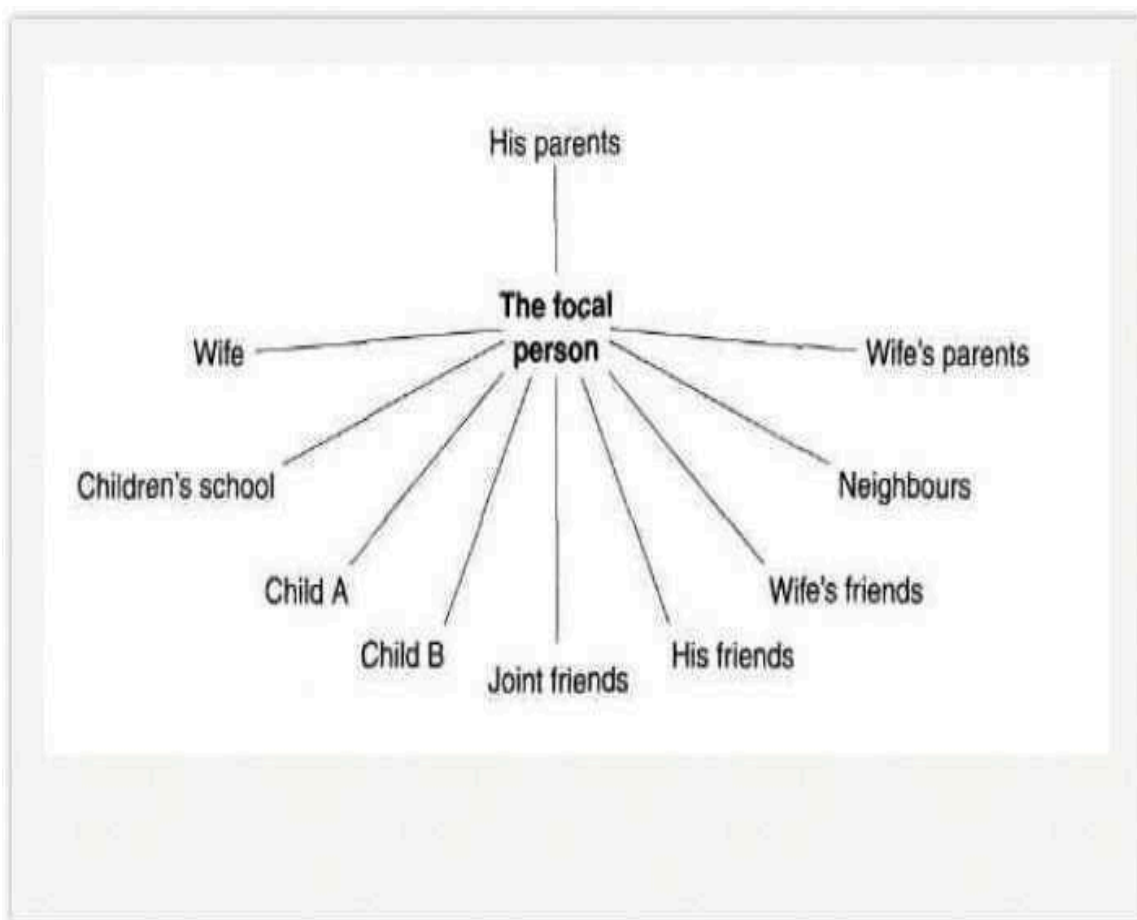 His parents
The focal
person
Wife
Wife's parents
Children's school
Neighbours
Child A
Wife's friends
Child B
His friends
Joint friends